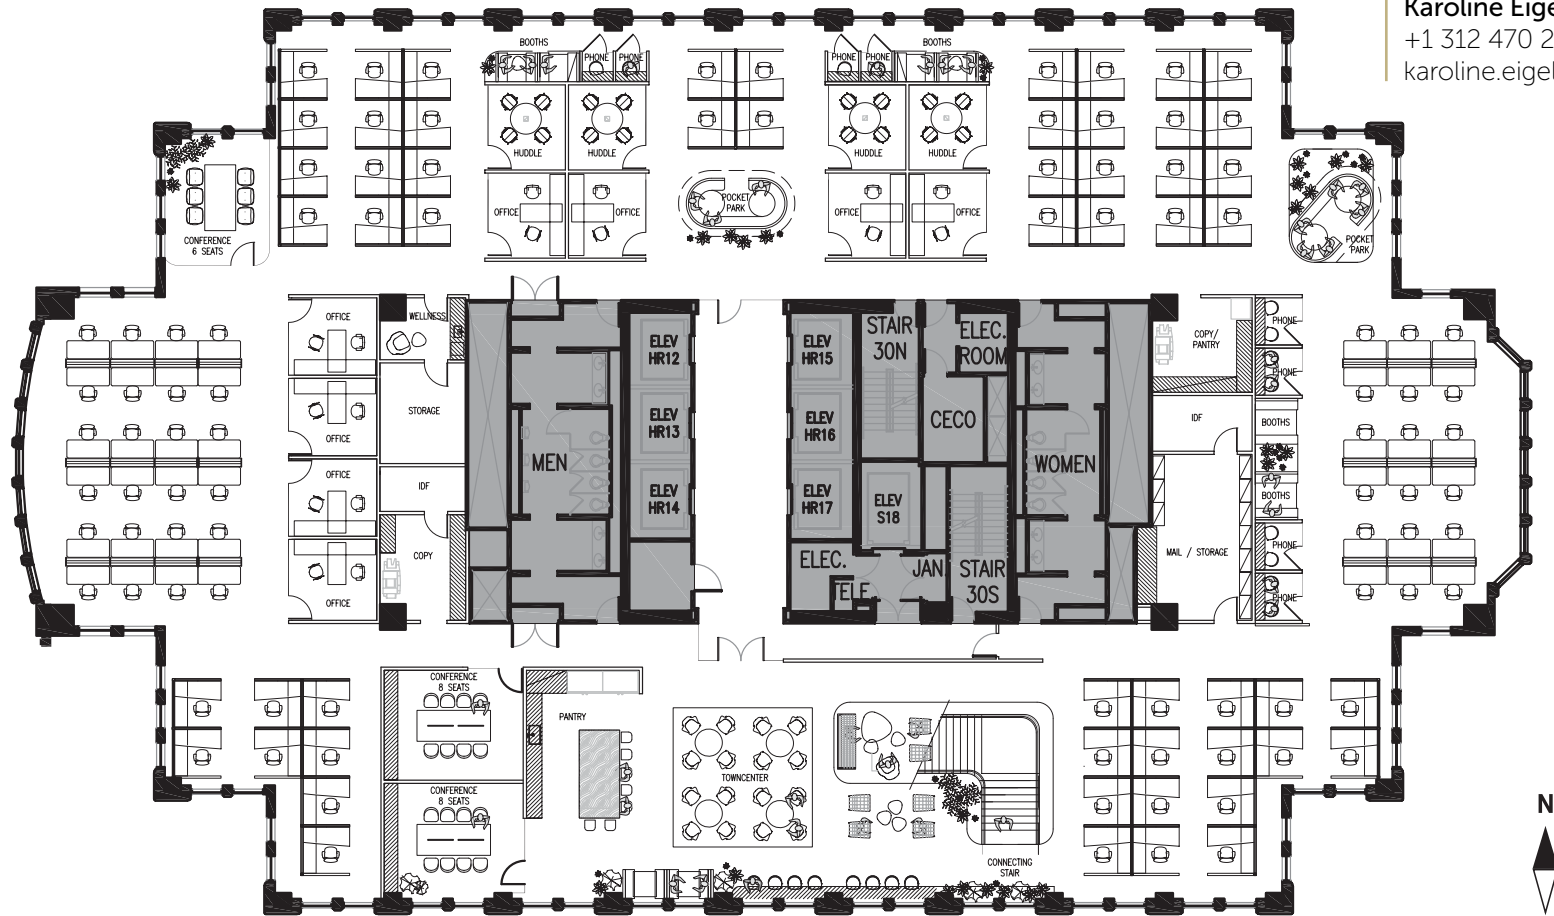 Karoline Eige
+1 312 470 2
karoline.eigel
BOOTHS
PHONE
PHONE
PHONE
PHONE
BOOTHS
HUDDLE
HUDDLE
HUDDLE
HUDDLE
OFFICE
OFFICE
POCKET
PARK
OFFICE
OFFICE
CONFERENCE
6 SEATS
POCKET
PARK
OFFICE
WELLNESS
ELEV
HR12
ELEV
HR15
STAIR
30N
ELEC.
ROOM
COPY/
PANTRY
PHONE
PHONE
OFFICE
STORAGE
ELEV
HR13
ELEV
HR16
CECO
IDF
BOOTHS
OFFICE
IDF
MEN
ELEV
HR14
ELEV
HR17
ELEV
S18
WOMEN
BOOTHS
PHONE
OFFICE
COPY
ELEC.
TELE
JAN
STAIR
30S
MAIL / STORAGE
PHONE
CONFERENCE
8 SEATS
PANTRY
TOWNCENTER
CONFERENCE
8 SEATS
CONNECTING
STAIR
N